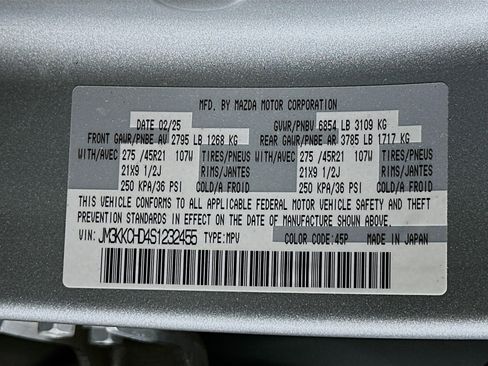 MFD. BY MAZDA MOTOR CORPORATION
DATE 02/25 GVWR/PNBV 6854 LB 3109 KG
FRONT GAWR/PNBE AV 2795 LB 1268 KG REAR GAWR/PNBE AR 3785 LB 1717 KG
WITH/AVEC 275 /45R21 107W TIRES/PNEUS WITH/AVEC 275 /45R21 107W TIRES/PNEUS
21X9 1/2J RIMS/JANTES 21X9 1/2J RIMS/JANTES
250 KPA/36 PSI COLD/A FROID 250 KPA/36 PSI COLD/A FROID
THIS VEHICLE CONFORMS TO ALL APPLICABLE FEDERAL MOTOR VEHICLE SAFETY AND THEFT
PREVENTION STANDARDS IN EFFECT ON THE DATE OF MANUFACTURE SHOWN ABOVE.
VIN: JM3KKCHD4S1232455 TYPE: MPV COLOR CODE: 45P MADE IN JAPAN